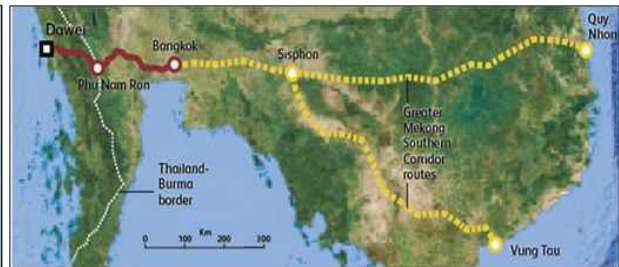 Dawei
Phu Nam Ron
Bangkok
Sisphon
Quy
Nhon
Greater
Mekong
Southern
Corridor
routes
Thailand-
Burma
border
Km
0 100 200 300
Vung Tau